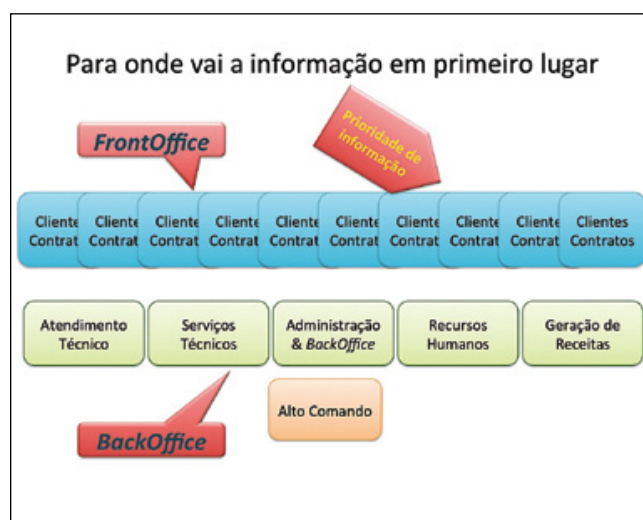 Para onde vai a informação em primeiro lugar
FrontOffice
Prioridade de
informação
Cliente
Contrat
Cliente
Contrat
Cliente
Contrat
Cliente
Contrat
Cliente
Contrat
Cliente
Contrat
Cliente
Contrat
Cliente
Contrat
Cliente
Contrat
Clientes
Contratos
Atendimento
Técnico
Serviços
Técnicos
Administração
& BackOffice
Recursos
Humanos
Geração de
Receitas
Alto Comando
BackOffice